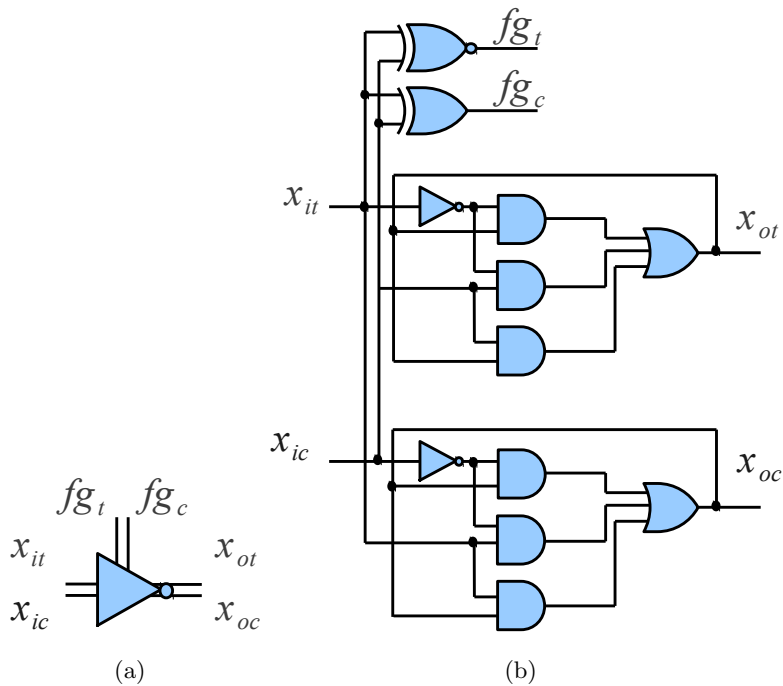 fg_t
fg_c
x_it
x_ot
x_ic
x_oc
fg_t fg_c
x_it x_ot
x_ic x_oc
(a) (b)